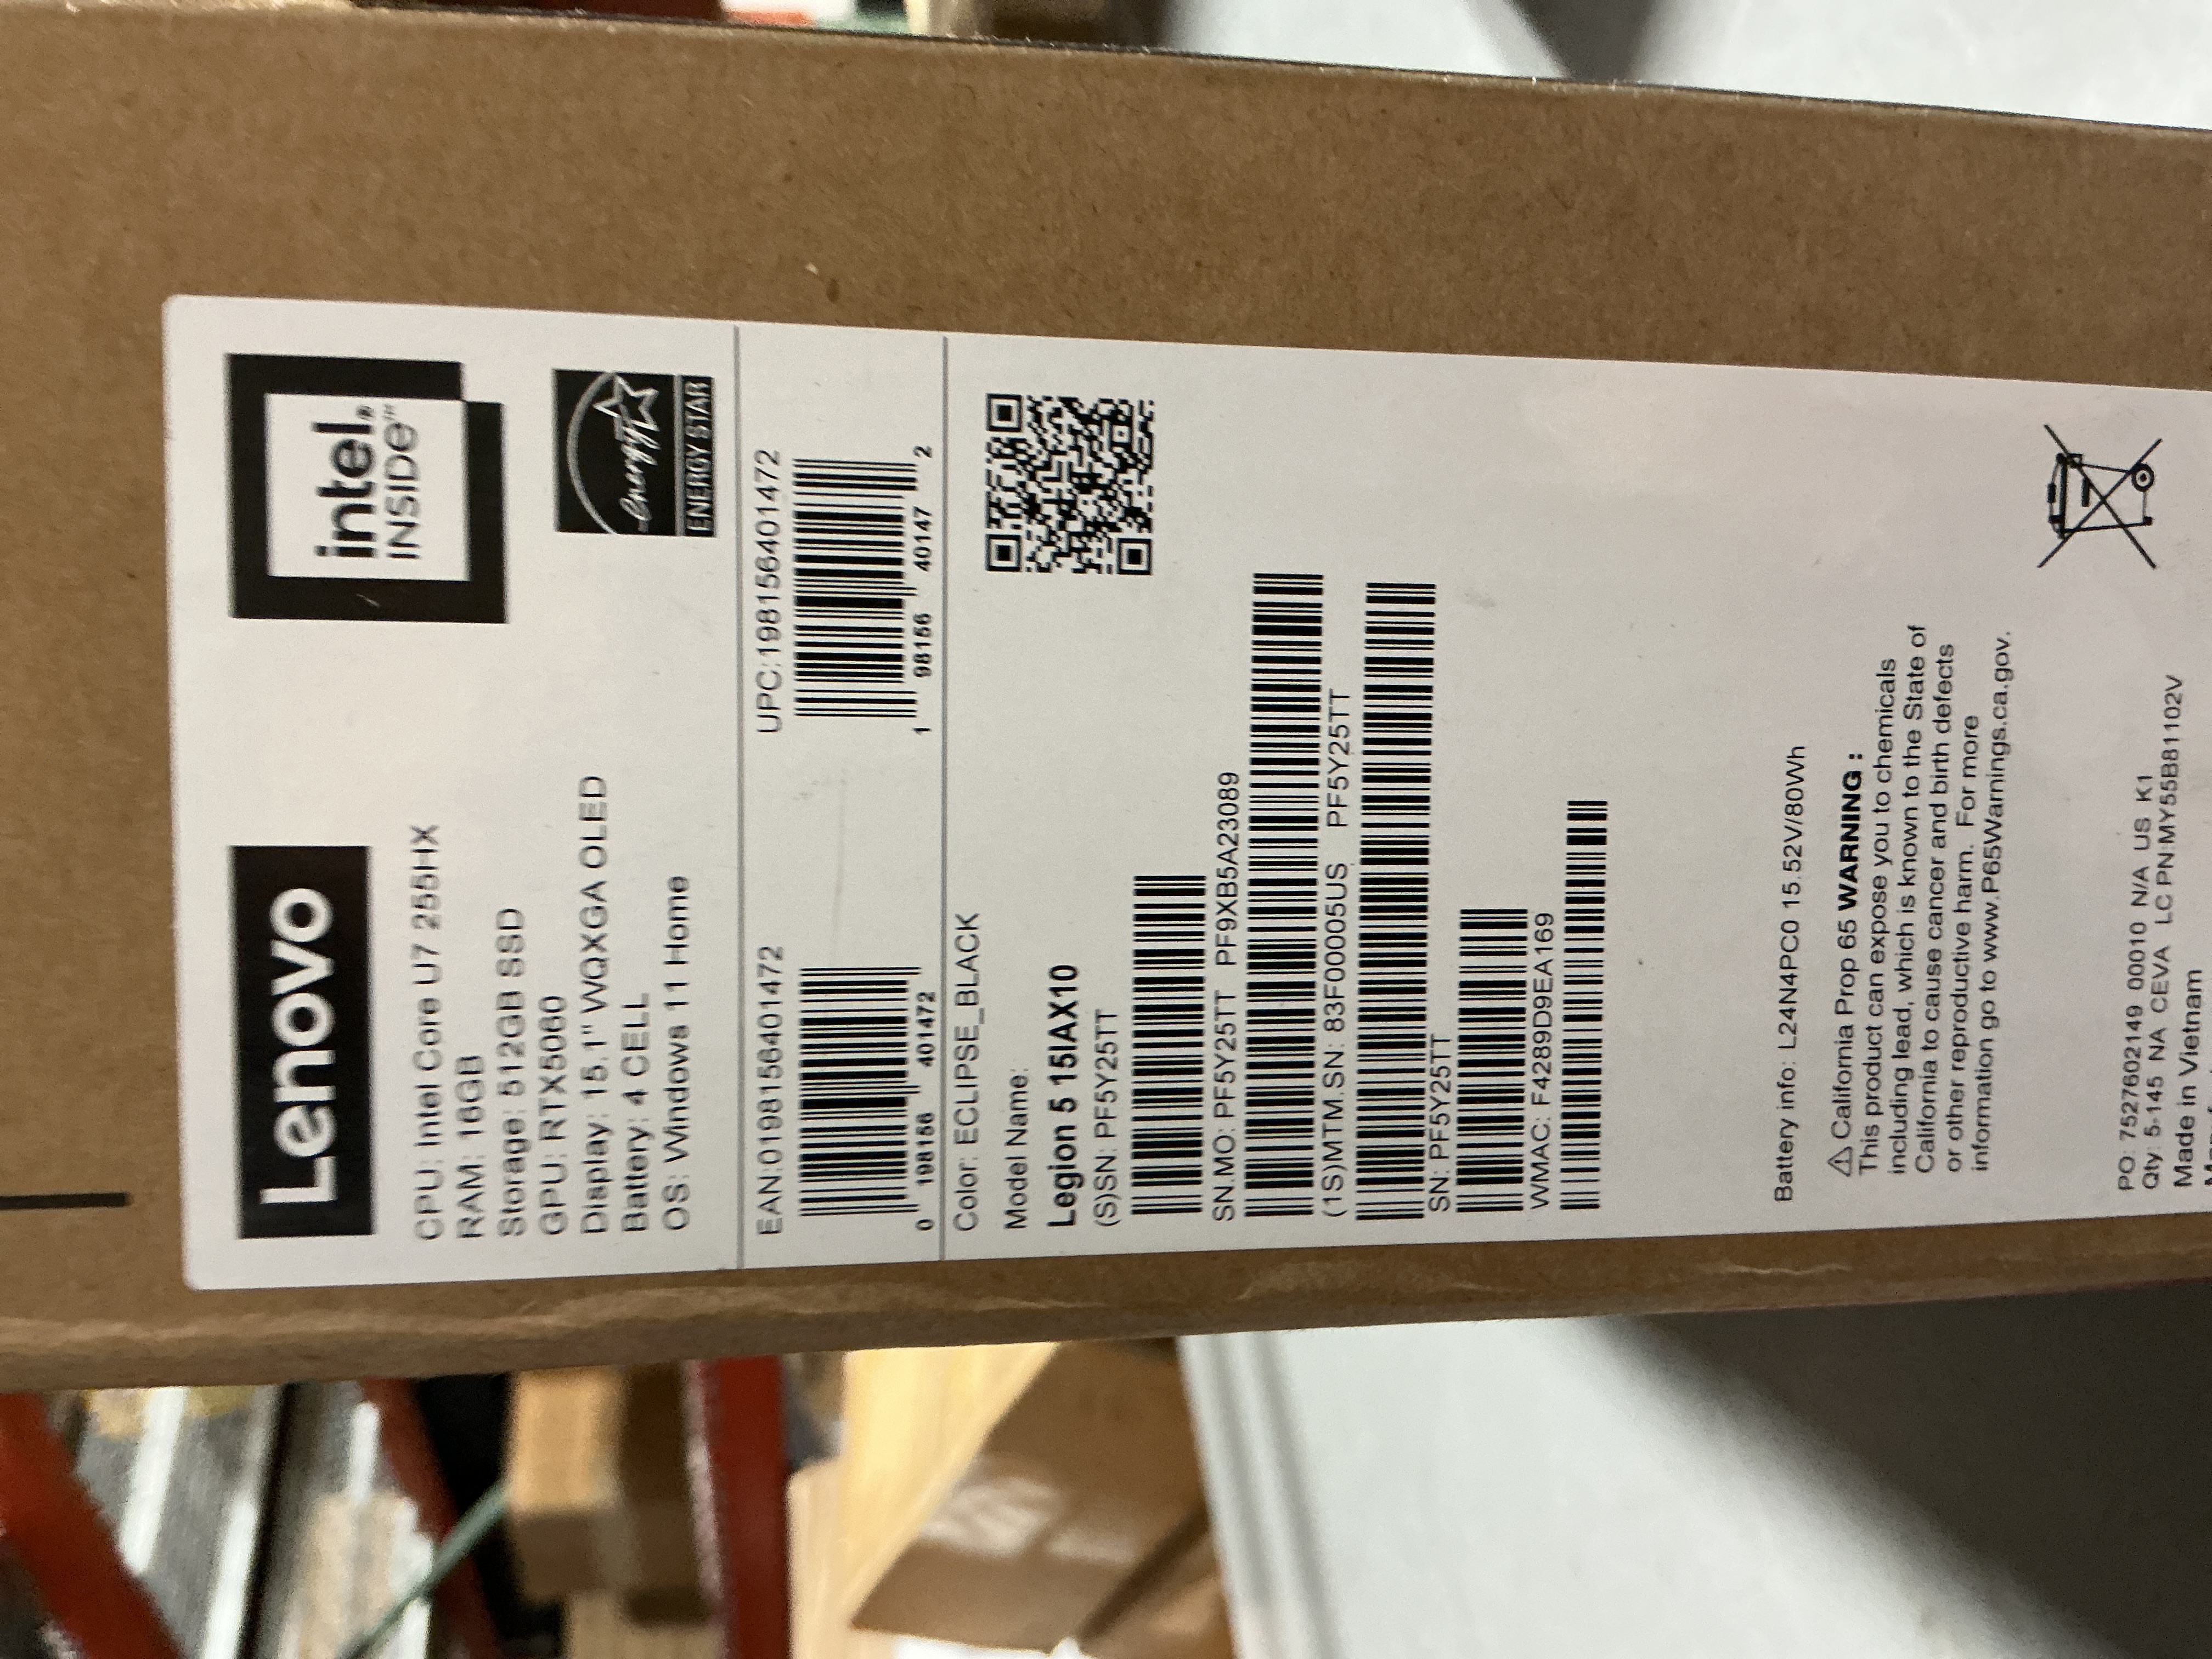 Lenovo
intel®
INSIDE™
CPU: Intel Core U7 255HX
RAM: 16GB
Storage: 512GB SSD
GPU: RTX5060
Display: 15.1" WQXGA OLED
Battery: 4 CELL
OS: Windows 11 Home
energy
ENERGY STAR
EAN:0198156401472
0 198156 401472
UPC:198156401472
1 98156 40147 2
Color: ECLIPSE_BLACK
Model Name:
Legion 5 15IAX10
(S)SN: PF5Y25TT
SN.MO: PF5Y25TT PF9XB5A23089
(1S)MTM.SN: 83F00005US PF5Y25TT
SN: PF5Y25TT
WMAC: F4289D9EA169
Battery info: L24N4PC0 15.52V/80Wh
⚠ California Prop 65 WARNING :
This product can expose you to chemicals
including lead, which is known to the State of
California to cause cancer and birth defects
or other reproductive harm. For more
information go to www.P65Warnings.ca.gov.
PO: 7527602149 00010 N/A US K1
Qty: 5-145 NA CEVA LC PN:MY55B81102V
Made in Vietnam